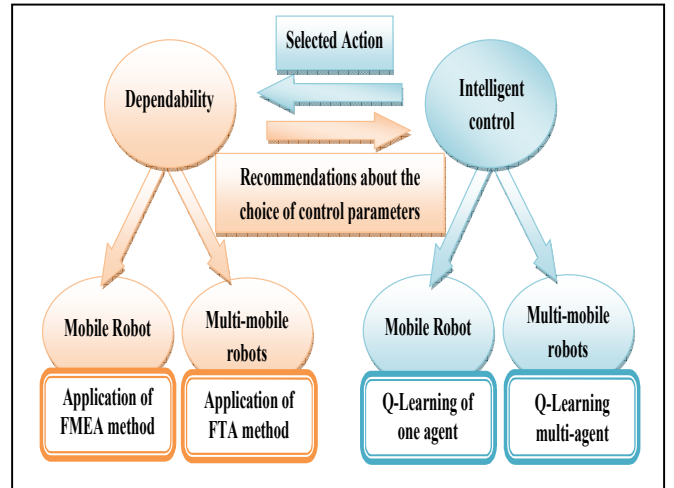 Selected Action
Dependability
Intelligent
control
Recommendations about the
choice of control parameters
Mobile Robot
Multi-mobile
robots
Mobile Robot
Multi-mobile
robots
Application of
FMEA method
Application of
FTA method
Q-Learning of
one agent
Q-Learning
multi-agent